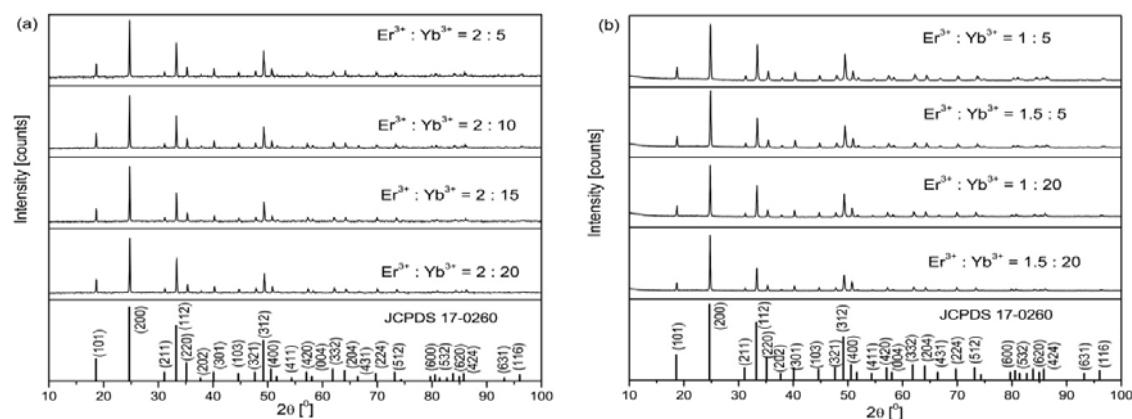 (a)
Er³⁺ : Yb³⁺ = 2 : 5
Er³⁺ : Yb³⁺ = 2 : 10
Er³⁺ : Yb³⁺ = 2 : 15
Er³⁺ : Yb³⁺ = 2 : 20
JCPDS 17-0260
Intensity [counts]
(101)
(200)
(211)
(112)
(220)
(202)
(301)
(103)
(321)
(312)
(400)
(411)
(420)
(004)
(332)
(204)
(431)
(224)
(512)
(600)
(532)
(620)
(424)
(631)
(116)
10 20 30 40 50 60 70 80 90 100
2θ [°]
(b)
Er³⁺ : Yb³⁺ = 1 : 5
Er³⁺ : Yb³⁺ = 1.5 : 5
Er³⁺ : Yb³⁺ = 1 : 20
Er³⁺ : Yb³⁺ = 1.5 : 20
JCPDS 17-0260
Intensity [counts]
(101)
(200)
(211)
(112)
(220)
(202)
(301)
(103)
(321)
(312)
(400)
(411)
(420)
(004)
(332)
(204)
(431)
(224)
(512)
(600)
(532)
(620)
(424)
(631)
(116)
10 20 30 40 50 60 70 80 90 100
2θ [°]